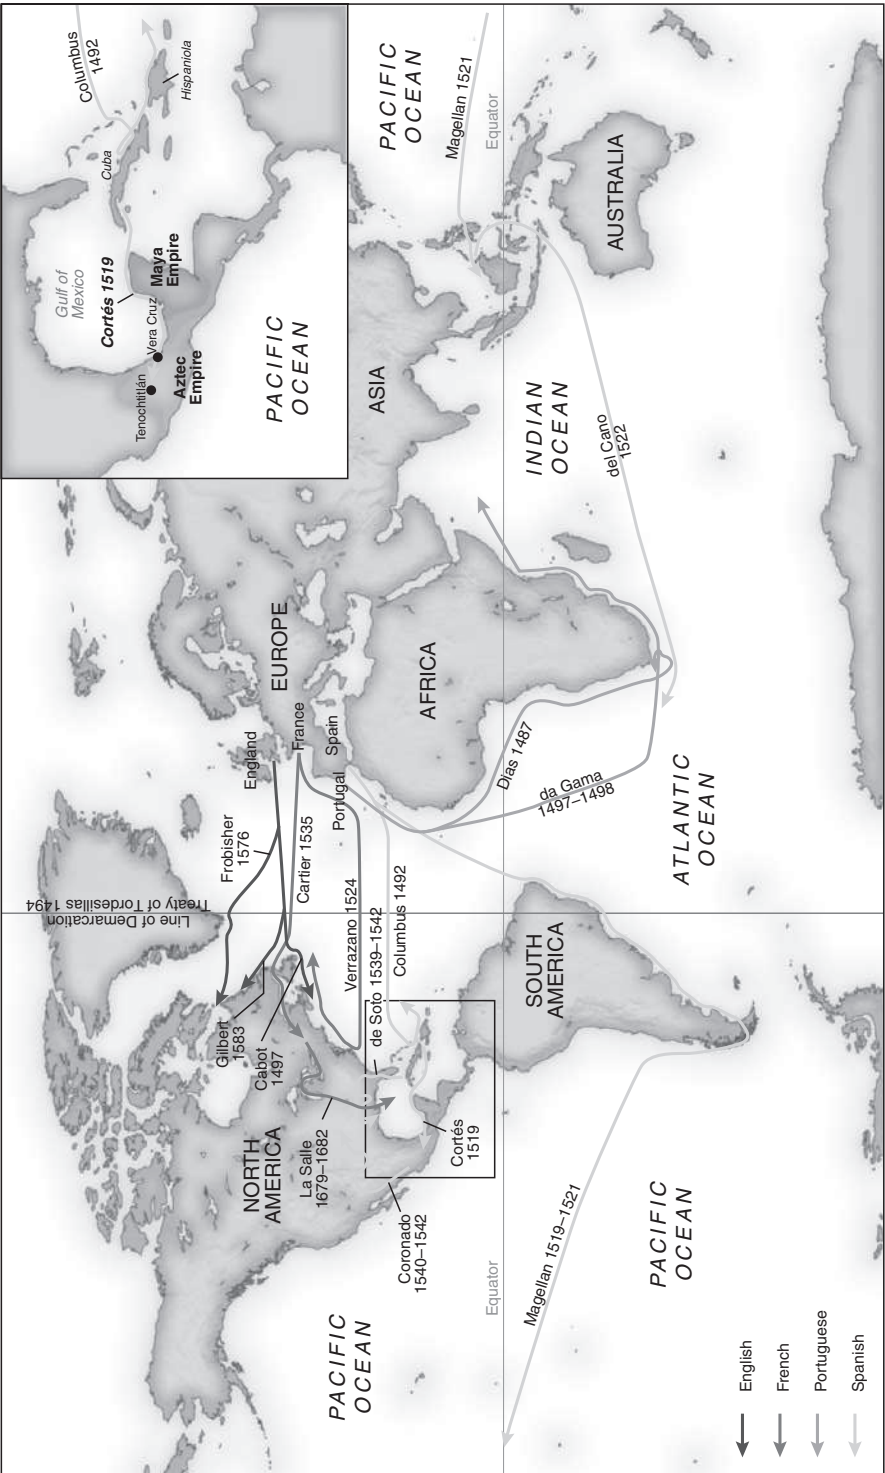 PACIFIC
OCEAN
Coronado
1540–1542
La Salle
1679–1682
NORTH
AMERICA
Gilbert
1583
Cabot
1497
Frobisher
1576
Line of Demarcation
Treaty of Tordesillas 1494
Cartier 1535
Verrazano 1524
de Soto 1539–1542
Columbus 1492
Cortés
1519
England
France
Spain
Portugal
EUROPE
AFRICA
ASIA
Dias 1487
da Gama
1497–1498
SOUTH
AMERICA
ATLANTIC
OCEAN
Equator
Magellan 1519–1521
PACIFIC
OCEAN
INDIAN
OCEAN
del Cano
1522
AUSTRALIA
PACIFIC
OCEAN
Magellan 1521
Equator
Columbus
1492
Hispaniola
Cuba
Gulf of
Mexico
Cortés 1519
Maya
Empire
Vera Cruz
Tenochtitlán
Aztec
Empire
PACIFIC
OCEAN
English
French
Portuguese
Spanish